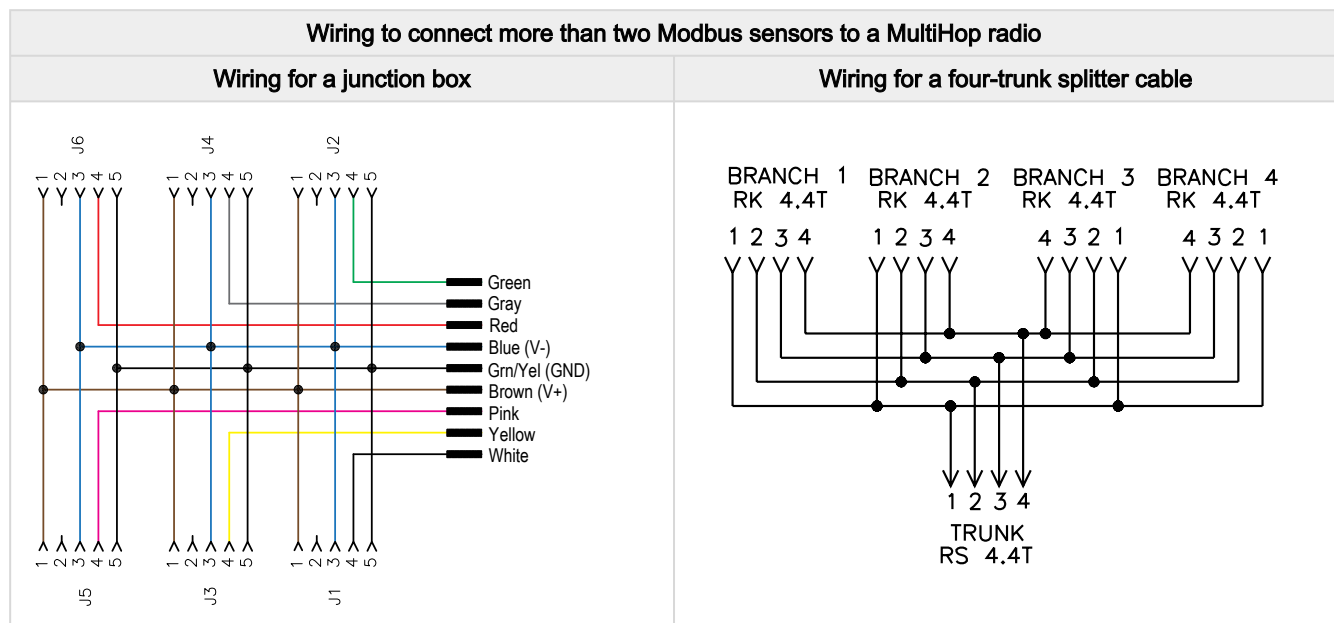 Wiring to connect more than two Modbus sensors to a MultiHop radio
Wiring for a junction box
Wiring for a four-trunk splitter cable
J6 J4 J2
1 2 3 4 5 1 2 3 4 5 1 2 3 4 5
Green
Gray
Red
Blue (V-)
Grn/Yel (GND)
Brown (V+)
Pink
Yellow
White
1 2 3 4 5 1 2 3 4 5 1 2 3 4 5
J5 J3 J1
BRANCH 1 BRANCH 2 BRANCH 3 BRANCH 4
RK 4.4T RK 4.4T RK 4.4T RK 4.4T
1 2 3 4 1 2 3 4 4 3 2 1 4 3 2 1
1 2 3 4
TRUNK
RS 4.4T